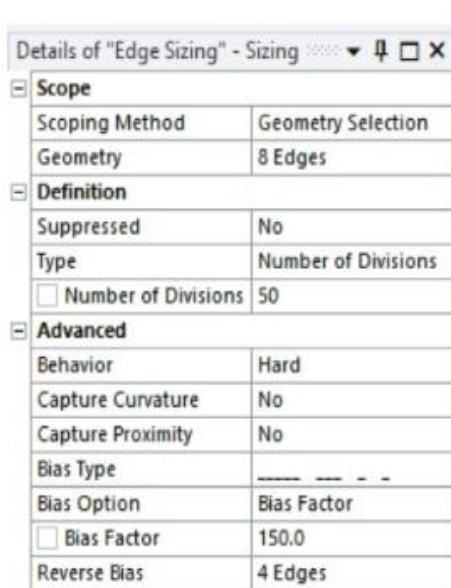 Details of "Edge Sizing" - Sizing
Scope
Scoping Method Geometry Selection
Geometry 8 Edges
Definition
Suppressed No
Type Number of Divisions
Number of Divisions 50
Advanced
Behavior Hard
Capture Curvature No
Capture Proximity No
Bias Type
Bias Option Bias Factor
Bias Factor 150.0
Reverse Bias 4 Edges